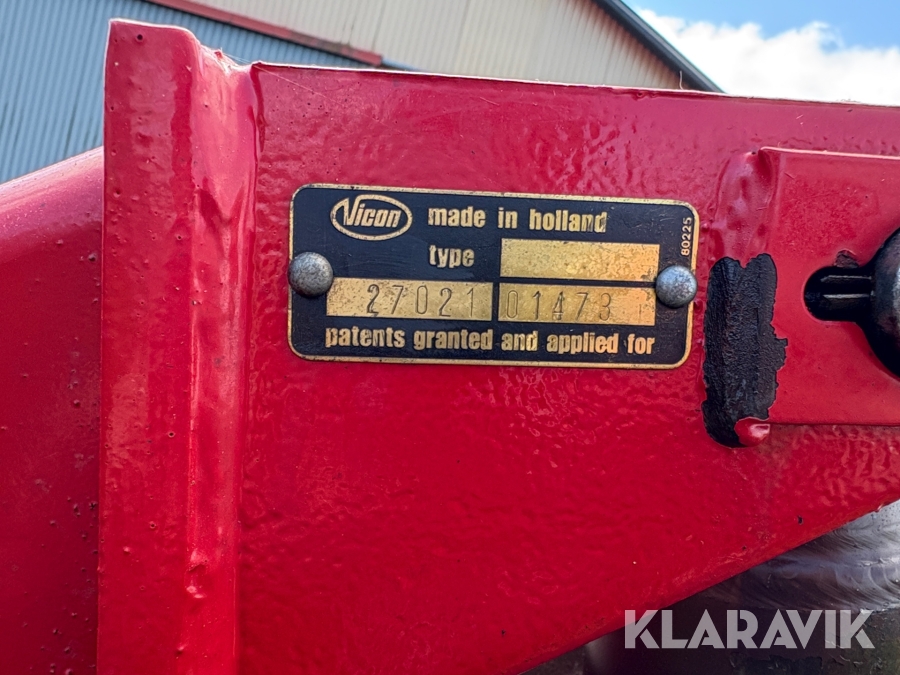 Vicon made in holland
80225
type
27021 01473
patents granted and applied for
KLARAVIK